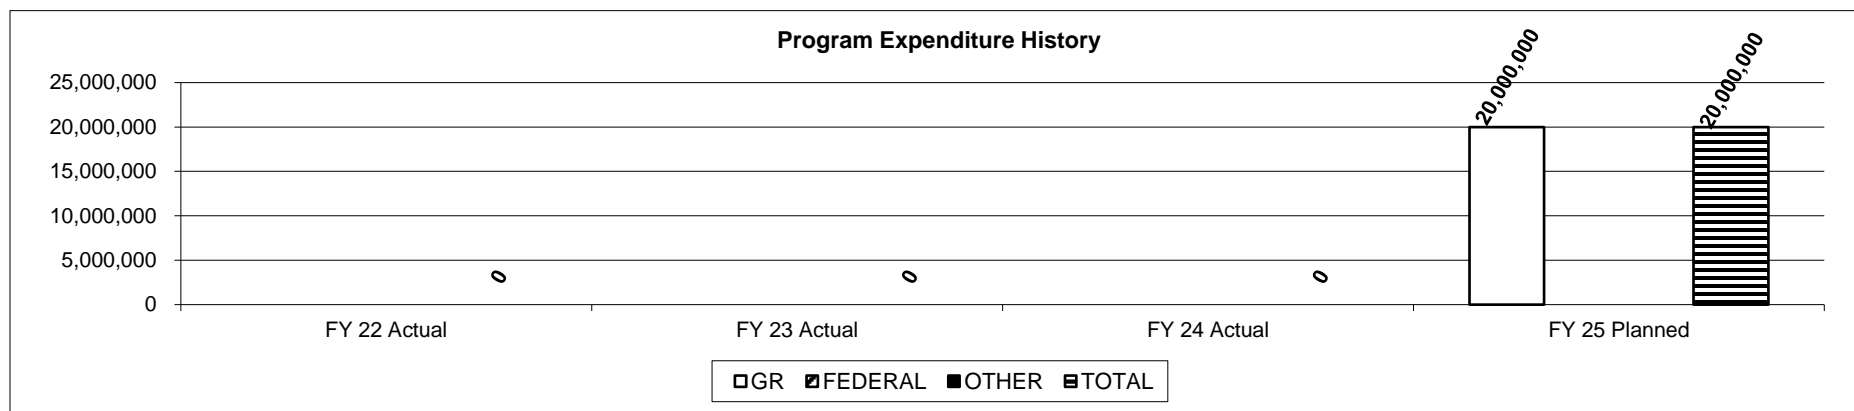 Program Expenditure History
20,000,000
20,000,000
25,000,000
20,000,000
15,000,000
10,000,000
5,000,000
0
0
0
0
FY 22 Actual
FY 23 Actual
FY 24 Actual
FY 25 Planned
GR FEDERAL OTHER TOTAL